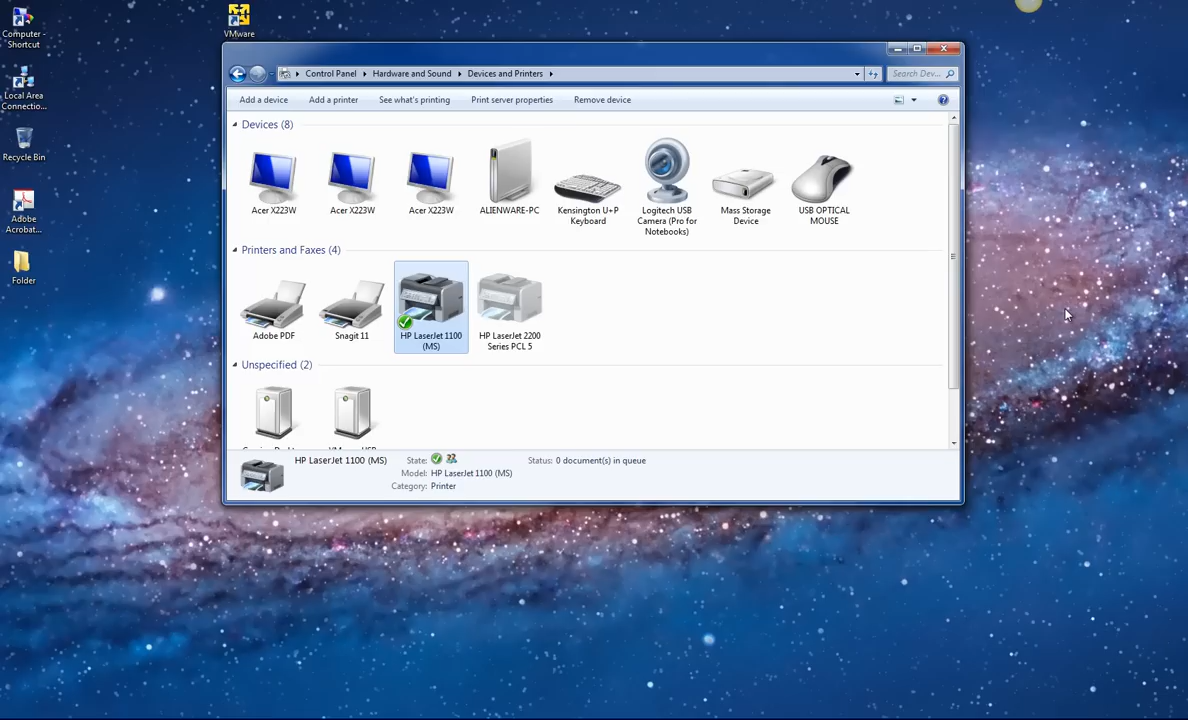 Computer -
Shortcut
VMware
Local Area
Connectio...
Recycle Bin
Adobe
Acrobat...
Folder
Control Panel
Hardware and Sound
Devices and Printers
Search Dev...
Add a device
Add a printer
See what's printing
Print server properties
Remove device
Devices (8)
Acer X223W
Acer X223W
Acer X223W
ALIENWARE-PC
Kensington U+P
Keyboard
Logitech USB
Camera (Pro for
Notebooks)
Mass Storage
Device
USB OPTICAL
MOUSE
Printers and Faxes (4)
Adobe PDF
Snagit 11
HP LaserJet 1100
(MS)
HP LaserJet 2200
Series PCL 5
Unspecified (2)
HP LaserJet 1100 (MS)
State:
Model: HP LaserJet 1100 (MS)
Category: Printer
Status: 0 document(s) in queue